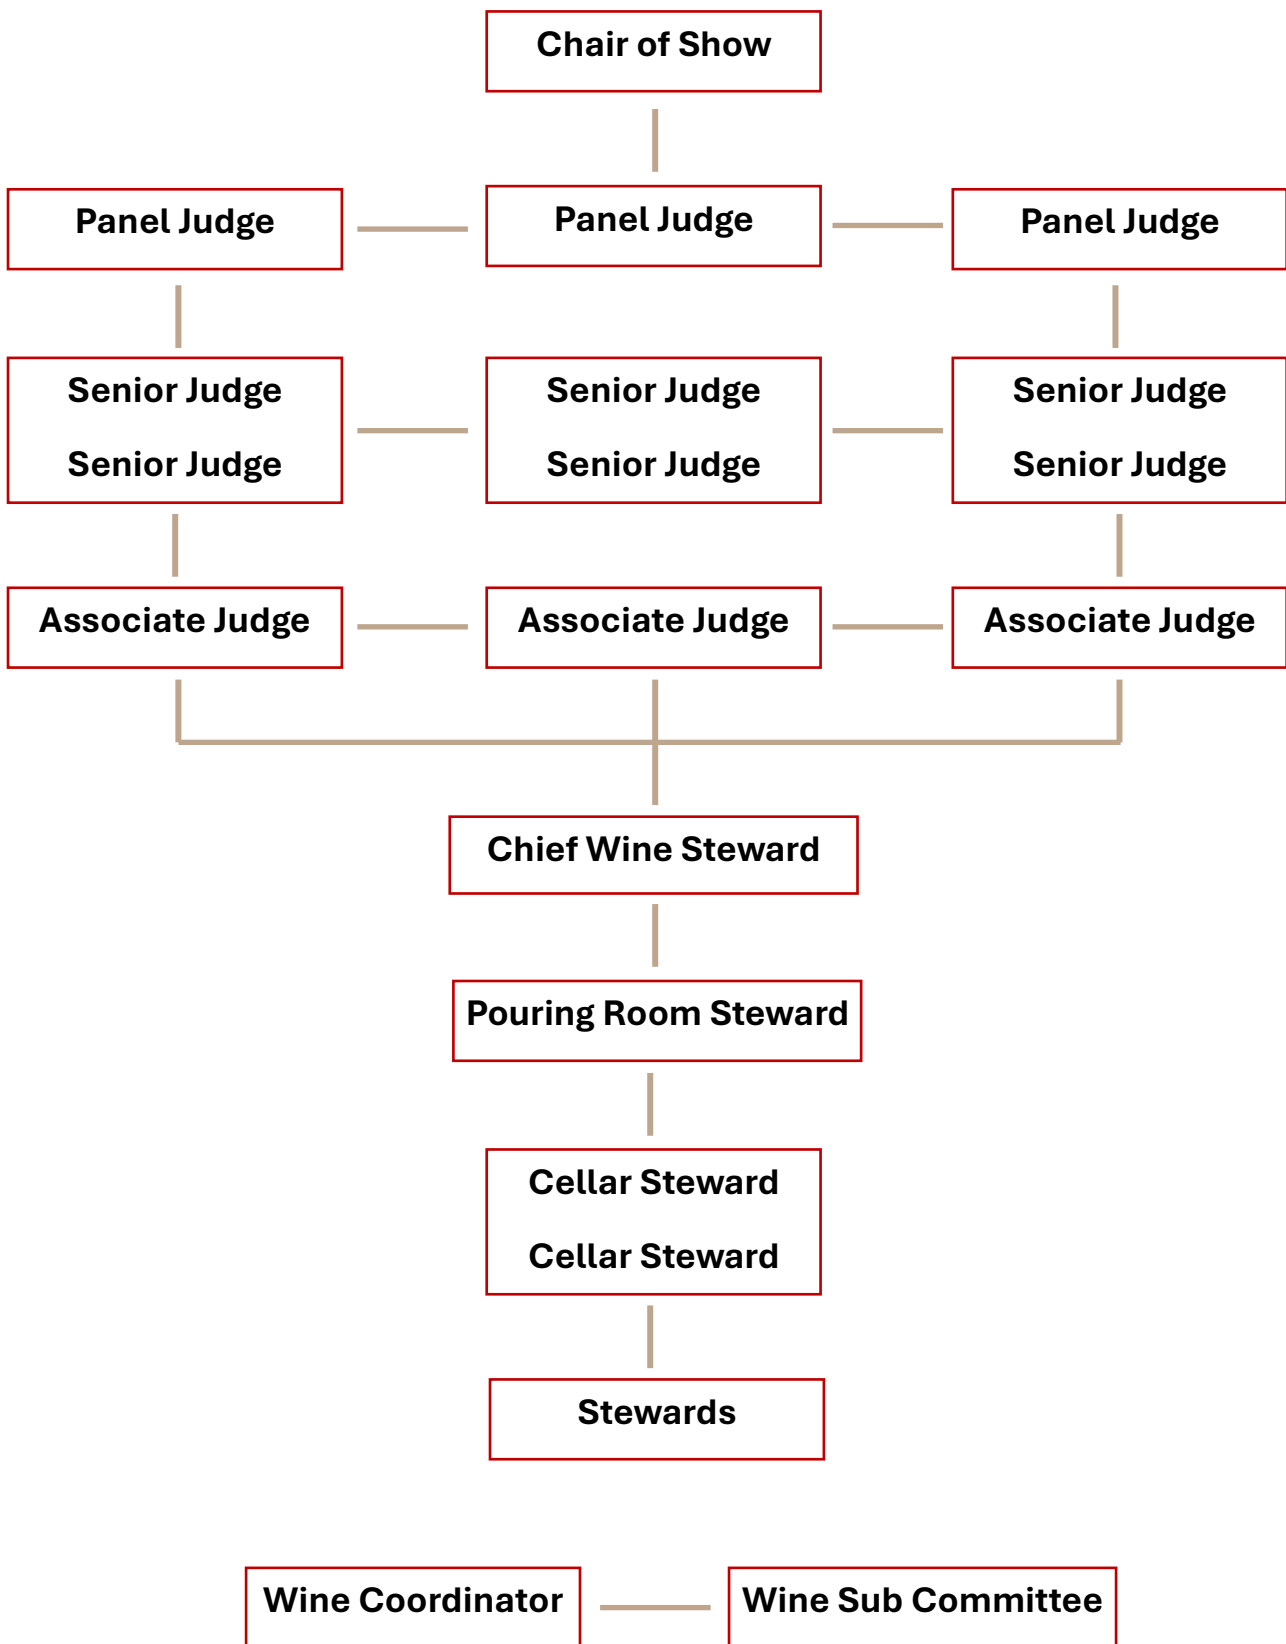 Chair of Show
Panel Judge
Panel Judge
Panel Judge
Senior Judge
Senior Judge
Senior Judge
Senior Judge
Senior Judge
Senior Judge
Associate Judge
Associate Judge
Associate Judge
Chief Wine Steward
Pouring Room Steward
Cellar Steward
Cellar Steward
Stewards
Wine Coordinator
Wine Sub Committee